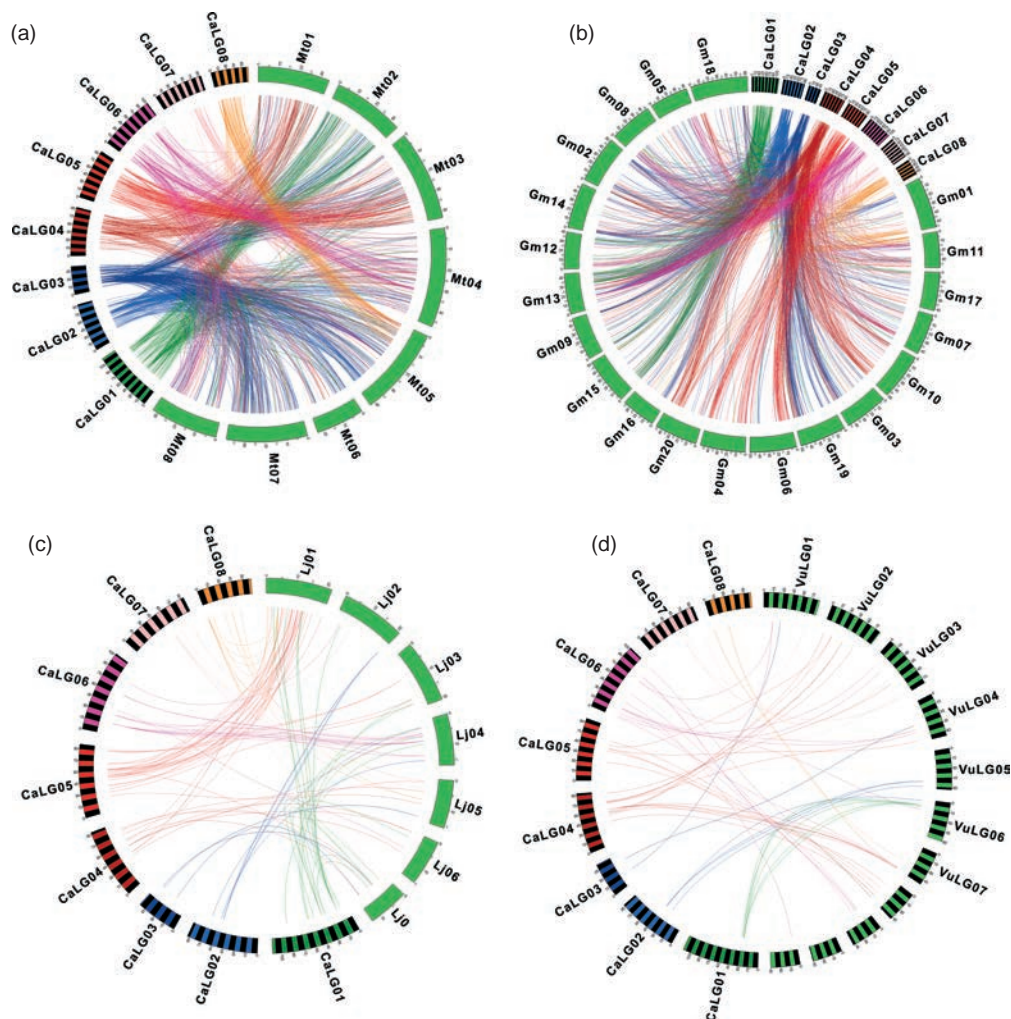 (a)
Mt01
Mt02
Mt03
Mt04
Mt05
Mt06
Mt07
Mt08
CaLG01
CaLG02
CaLG03
CaLG04
CaLG05
CaLG06
CaLG07
CaLG08
(b)
CaLG01
CaLG02
CaLG03
CaLG04
CaLG05
CaLG06
CaLG07
CaLG08
Gm01
Gm11
Gm17
Gm07
Gm10
Gm03
Gm19
Gm06
Gm04
Gm20
Gm16
Gm15
Gm09
Gm13
Gm12
Gm14
Gm02
Gm08
Gm05
Gm18
(c)
Lj01
Lj02
Lj03
Lj04
Lj05
Lj06
Lj0
CaLG01
CaLG02
CaLG03
CaLG04
CaLG05
CaLG06
CaLG07
CaLG08
(d)
VuLG01
VuLG02
VuLG03
VuLG04
VuLG05
VuLG06
VuLG07
CaLG01
CaLG02
CaLG03
CaLG04
CaLG05
CaLG06
CaLG07
CaLG08